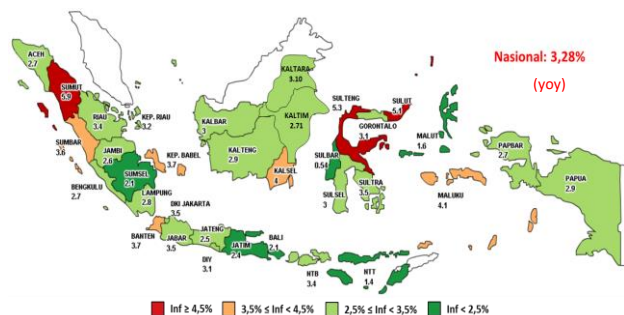 Nasional: 3,28%
(yoy)
ACEH
2.7
SUMUT
5.9
RIAU
3.4
KEP. RIAU
3.2
SUMBAR
3.6
JAMBI
2.6
KEP. BABEL
3.7
SUMSEL
2.1
BENGKULU
2.7
LAMPUNG
2.8
DKI JAKARTA
3.5
BANTEN
3.7
JABAR
3.5
JATENG
2.5
DIY
3.1
JATIM
2.4
BALI
2.1
NTB
3.4
NTT
1.4
KALBAR
3
KALTENG
2.9
KALSEL
4
KALTIM
2.71
KALTARA
3.10
SULTENG
5.3
SULUT
5.1
GORONTALO
3.1
SULBAR
0.54
SULSEL
3
SULTRA
3.5
MALUT
1.6
MALUKU
4.1
PAPBAR
2.7
PAPUA
2.9
Inf ≥ 4,5%
3,5% ≤ Inf < 4,5%
2,5% ≤ Inf < 3,5%
Inf < 2,5%